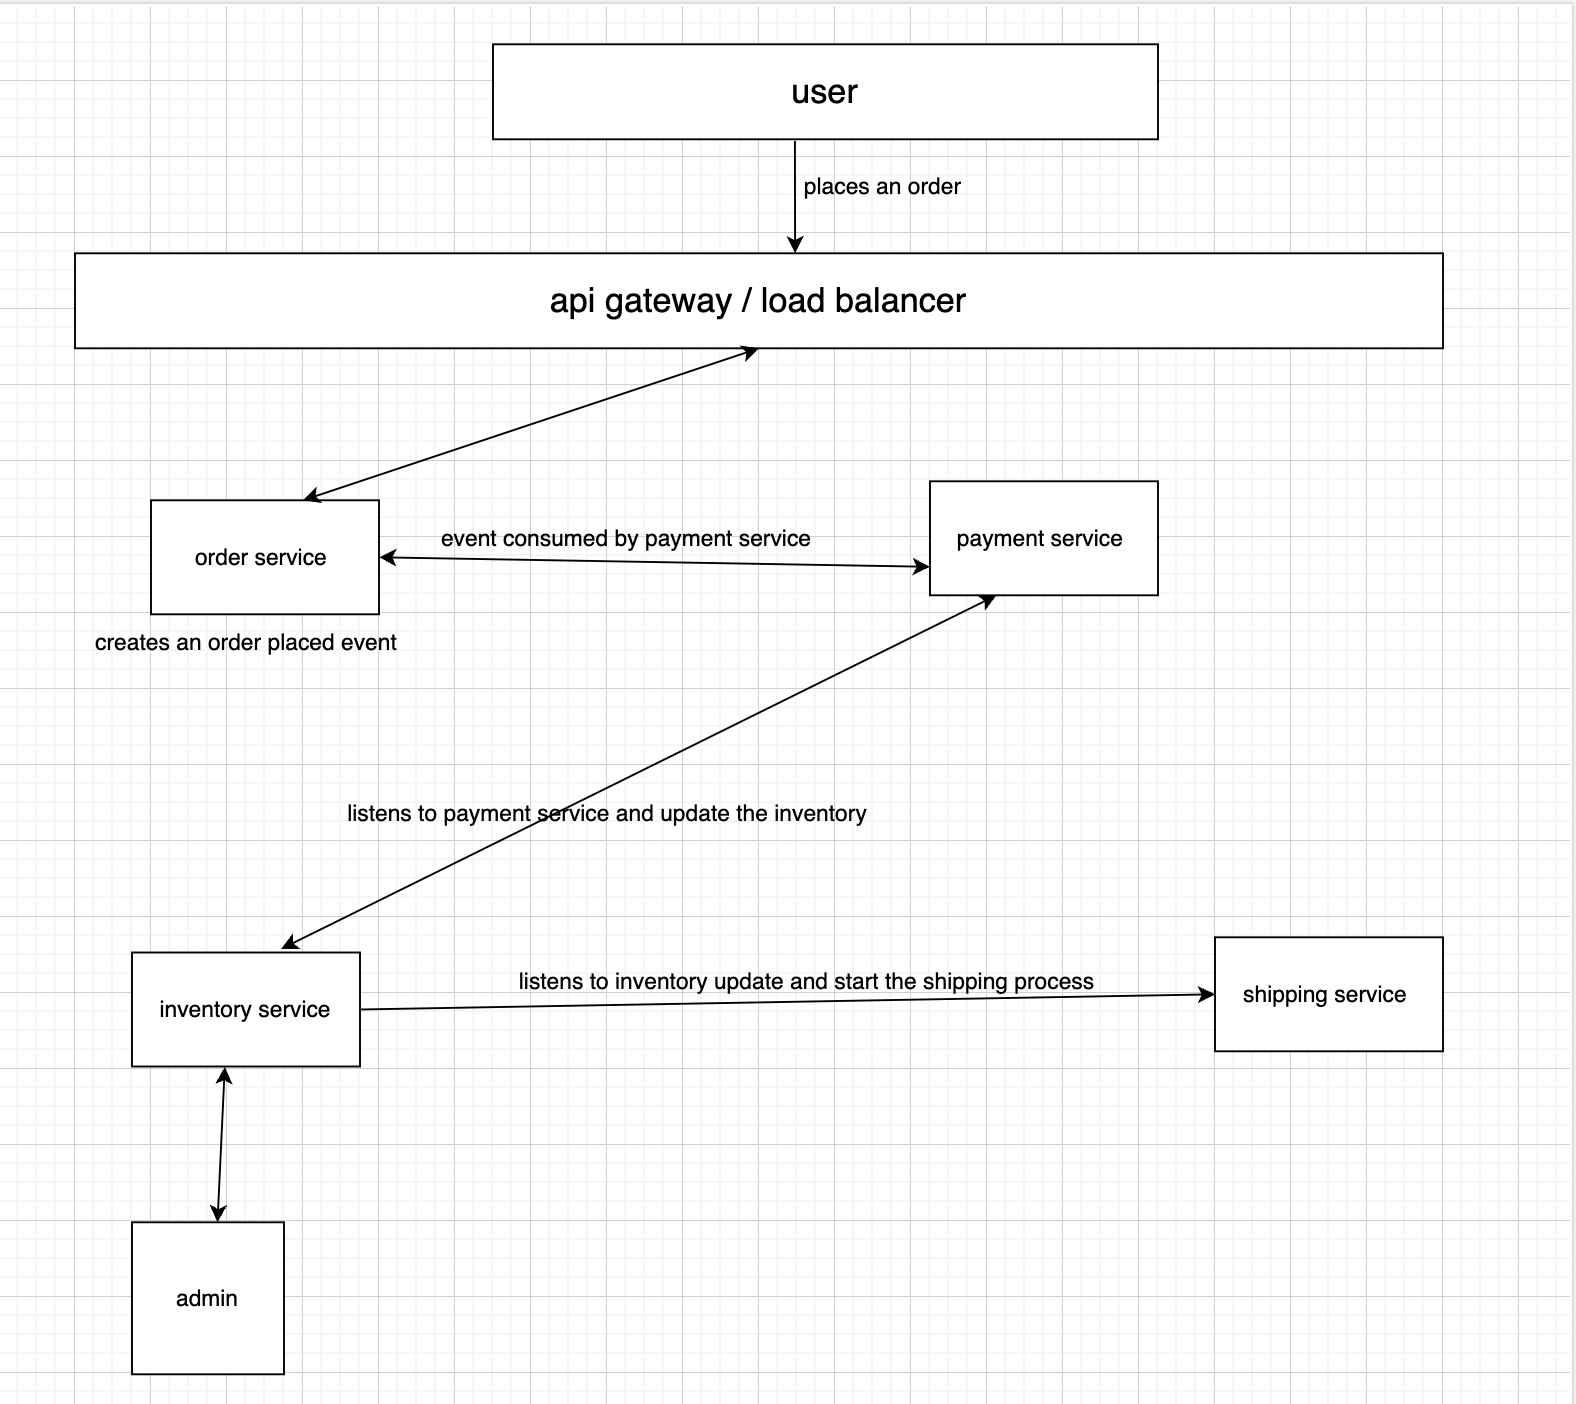 user
places an order
api gateway / load balancer
order service
event consumed by payment service
payment service
creates an order placed event
listens to payment service and update the inventory
inventory service
listens to inventory update and start the shipping process
shipping service
admin